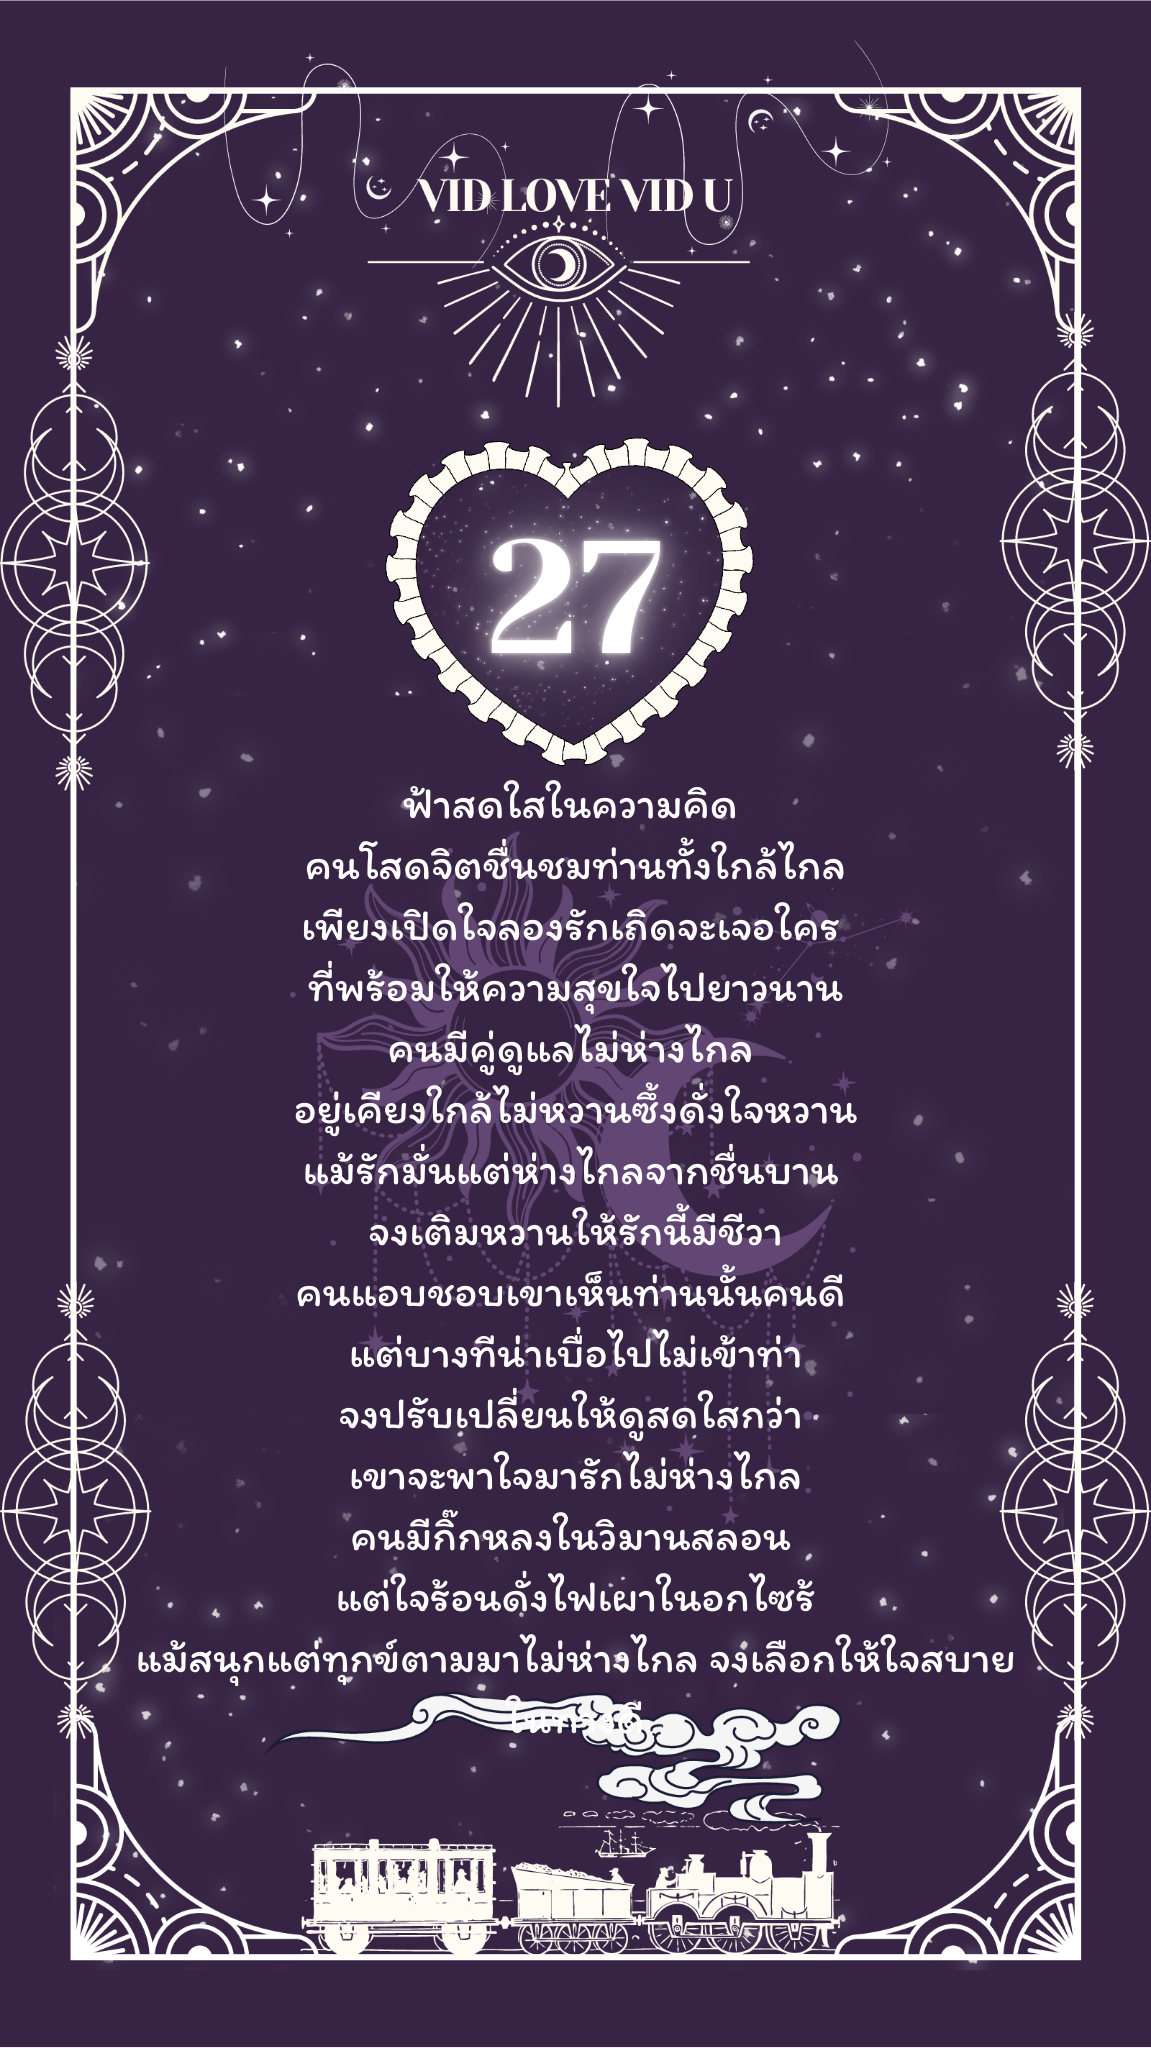 VID LOVE VID U
27
ฟ้าสดใสในความคิด
คนโสดจิตชื่นชมท่านทั้งใกล้ไกล
เพียงเปิดใจลองรักเถิดจะเจอใคร
ที่พร้อมให้ความสุขใจไปยาวนาน
คนมีคู่ดูแลไม่ห่างไกล
อยู่เคียงใกล้ไม่หวานซึ้งดั่งใจหวาน
แม้รักมั่นแต่ห่างไกลจากชื่นบาน
จงเติมหวานให้รักนี้มีชีวา
คนแอบชอบเขาเห็นท่านนั้นคนดี
แต่บางทีน่าเบื่อไปไม่เข้าท่า
จงปรับเปลี่ยนให้ดูสดใสกว่า
เขาจะพาใจมารักไม่ห่างไกล
คนมีกิ๊กหลงในวิมานสลอน
แต่ใจร้อนดั่งไฟเผาในอกไซร้
แม้สนุกแต่ทุกข์ตามมาไม่ห่างไกล จงเลือกให้ใจสบาย
ในทางดี